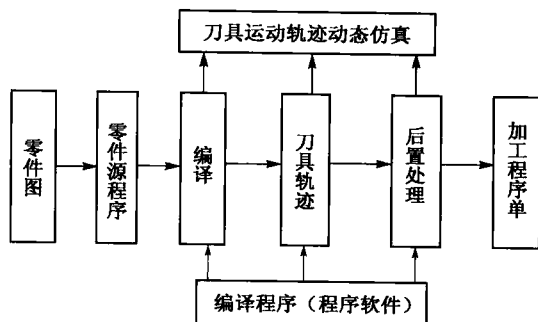 刀具运动轨迹动态仿真
零件图
零件源程序
编译
刀具轨迹
后置处理
加工程序单
编译程序（程序软件）